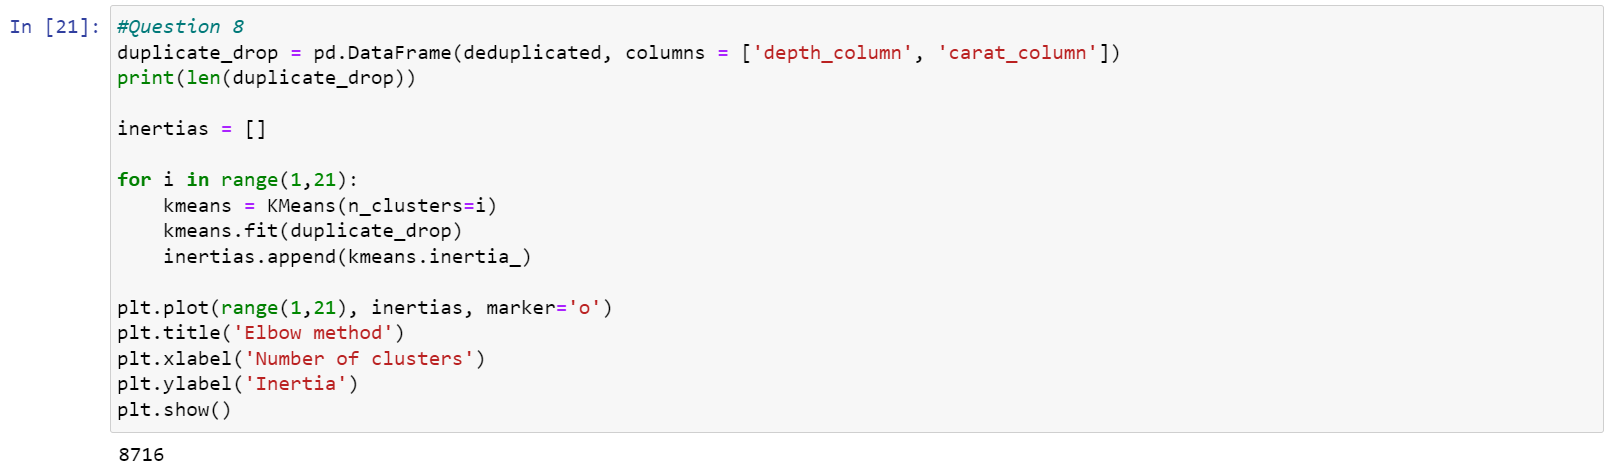 In [21]: #Question 8
duplicate_drop = pd.DataFrame(deduplicated, columns = ['depth_column', 'carat_column'])
print(len(duplicate_drop))
inertias = []
for i in range(1,21):
    kmeans = KMeans(n_clusters=i)
    kmeans.fit(duplicate_drop)
    inertias.append(kmeans.inertia_)
plt.plot(range(1,21), inertias, marker='o')
plt.title('Elbow method')
plt.xlabel('Number of clusters')
plt.ylabel('Inertia')
plt.show()
8716